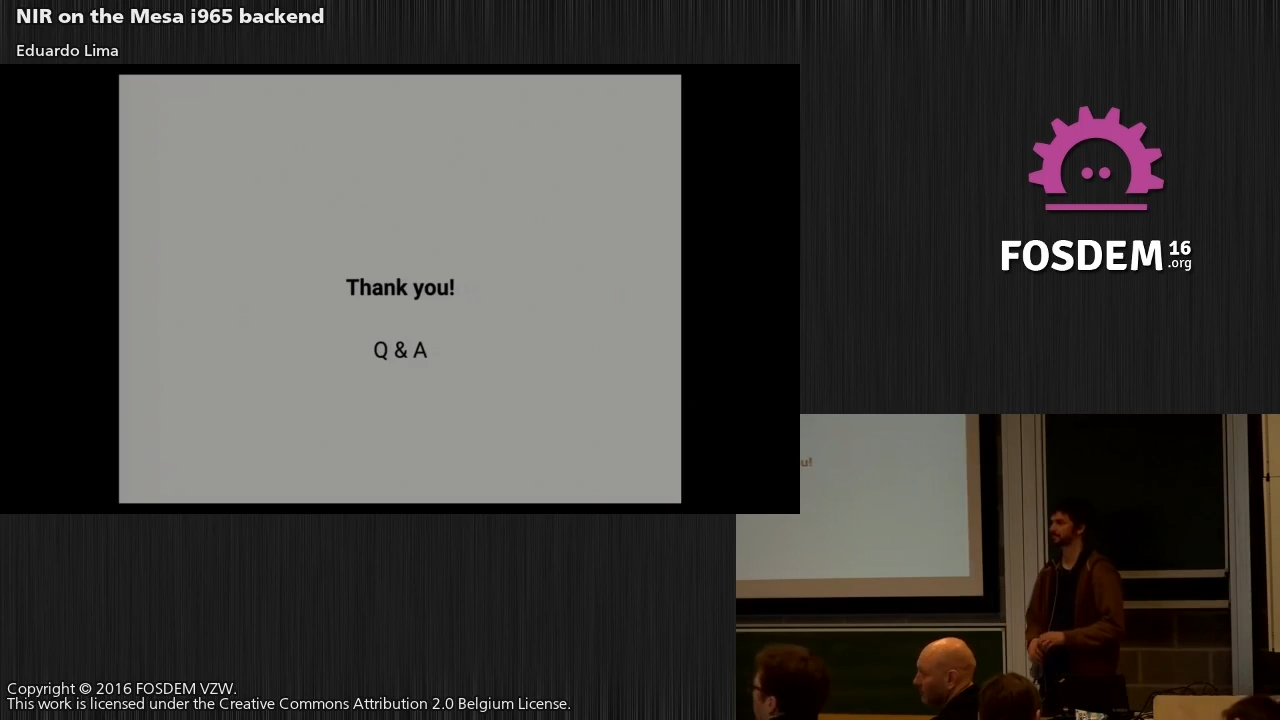 NIR on the Mesa i965 backend
Eduardo Lima
Thank you!
Q & A
FOSDEM 16
.org
Copyright © 2016 FOSDEM VZW.
This work is licensed under the Creative Commons Attribution 2.0 Belgium License.